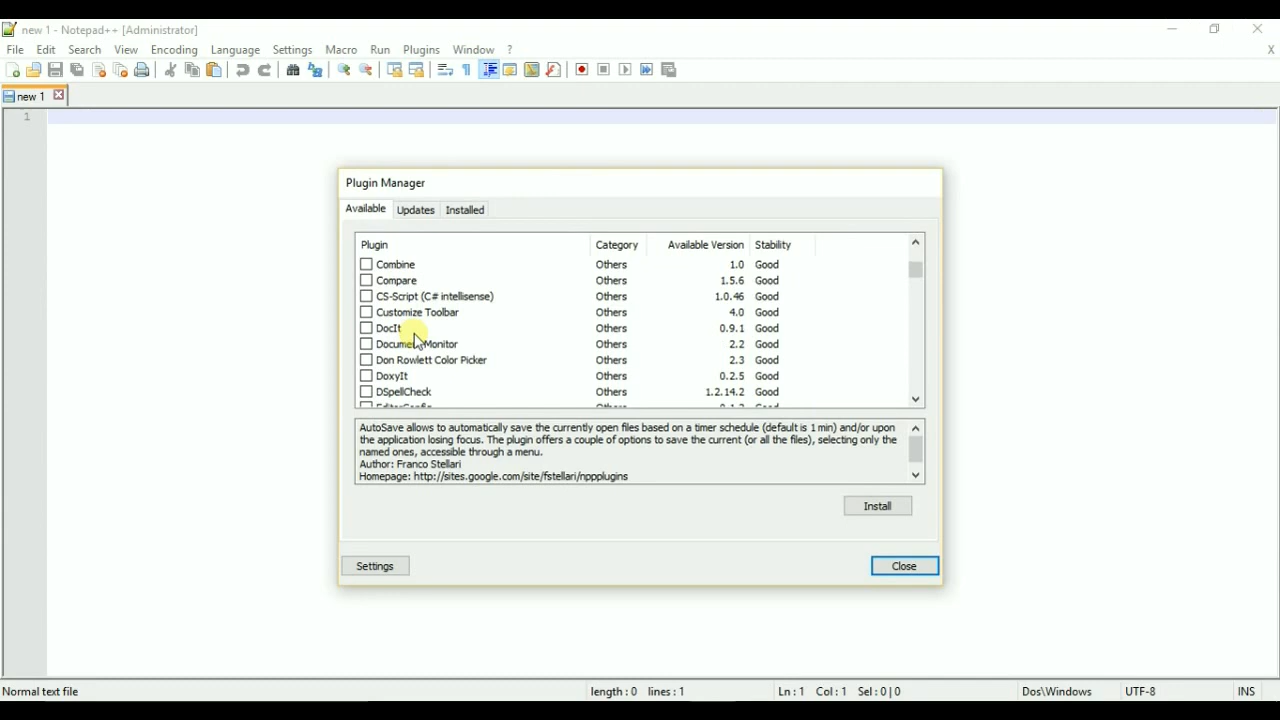 new 1 - Notepad++ [Administrator]
File Edit Search View Encoding Language Settings Macro Run Plugins Window ? X
new 1
1
Plugin Manager
Available Updates Installed
Plugin Category Available Version Stability
Combine Others 1.0 Good
Compare Others 1.5.6 Good
CS-Script (C# intellisense) Others 1.0.46 Good
Customize Toolbar Others 4.0 Good
DocIt Others 0.9.1 Good
Document Monitor Others 2.2 Good
Don Rowlett Color Picker Others 2.3 Good
DoxyIt Others 0.2.5 Good
DSpellCheck Others 1.2.14.2 Good
AutoSave allows to automatically save the currently open files based on a timer schedule (default is 1 min) and/or upon
the application losing focus. The plugin offers a couple of options to save the current (or all the files), selecting only the
named ones, accessible through a menu.
Author: Franco Stellari
Homepage: http://sites.google.com/site/fstellari/nppplugins
Install
Settings Close
Normal text file length : 0 lines : 1 Ln : 1 Col : 1 Sel : 0 | 0 Dos\Windows UTF-8 INS